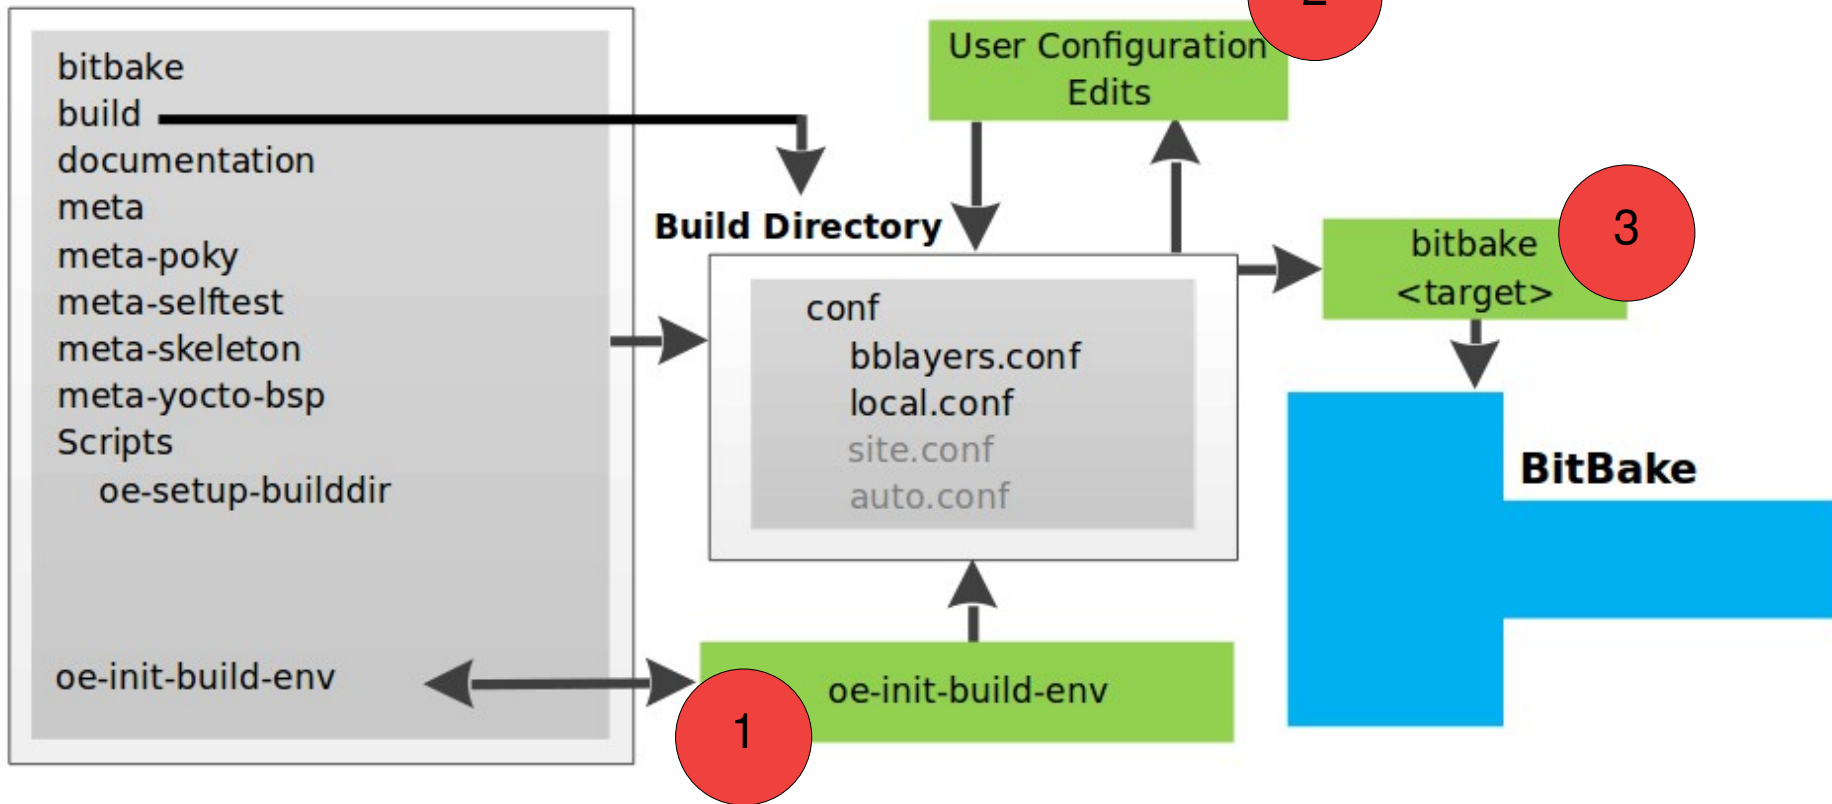 bitbake
build
documentation
meta
meta-poky
meta-selftest
meta-skeleton
meta-yocto-bsp
Scripts
oe-setup-builddir
oe-init-build-env
Build Directory
User Configuration
Edits
2
conf
bblayers.conf
local.conf
site.conf
auto.conf
1
oe-init-build-env
bitbake
<target>
3
BitBake